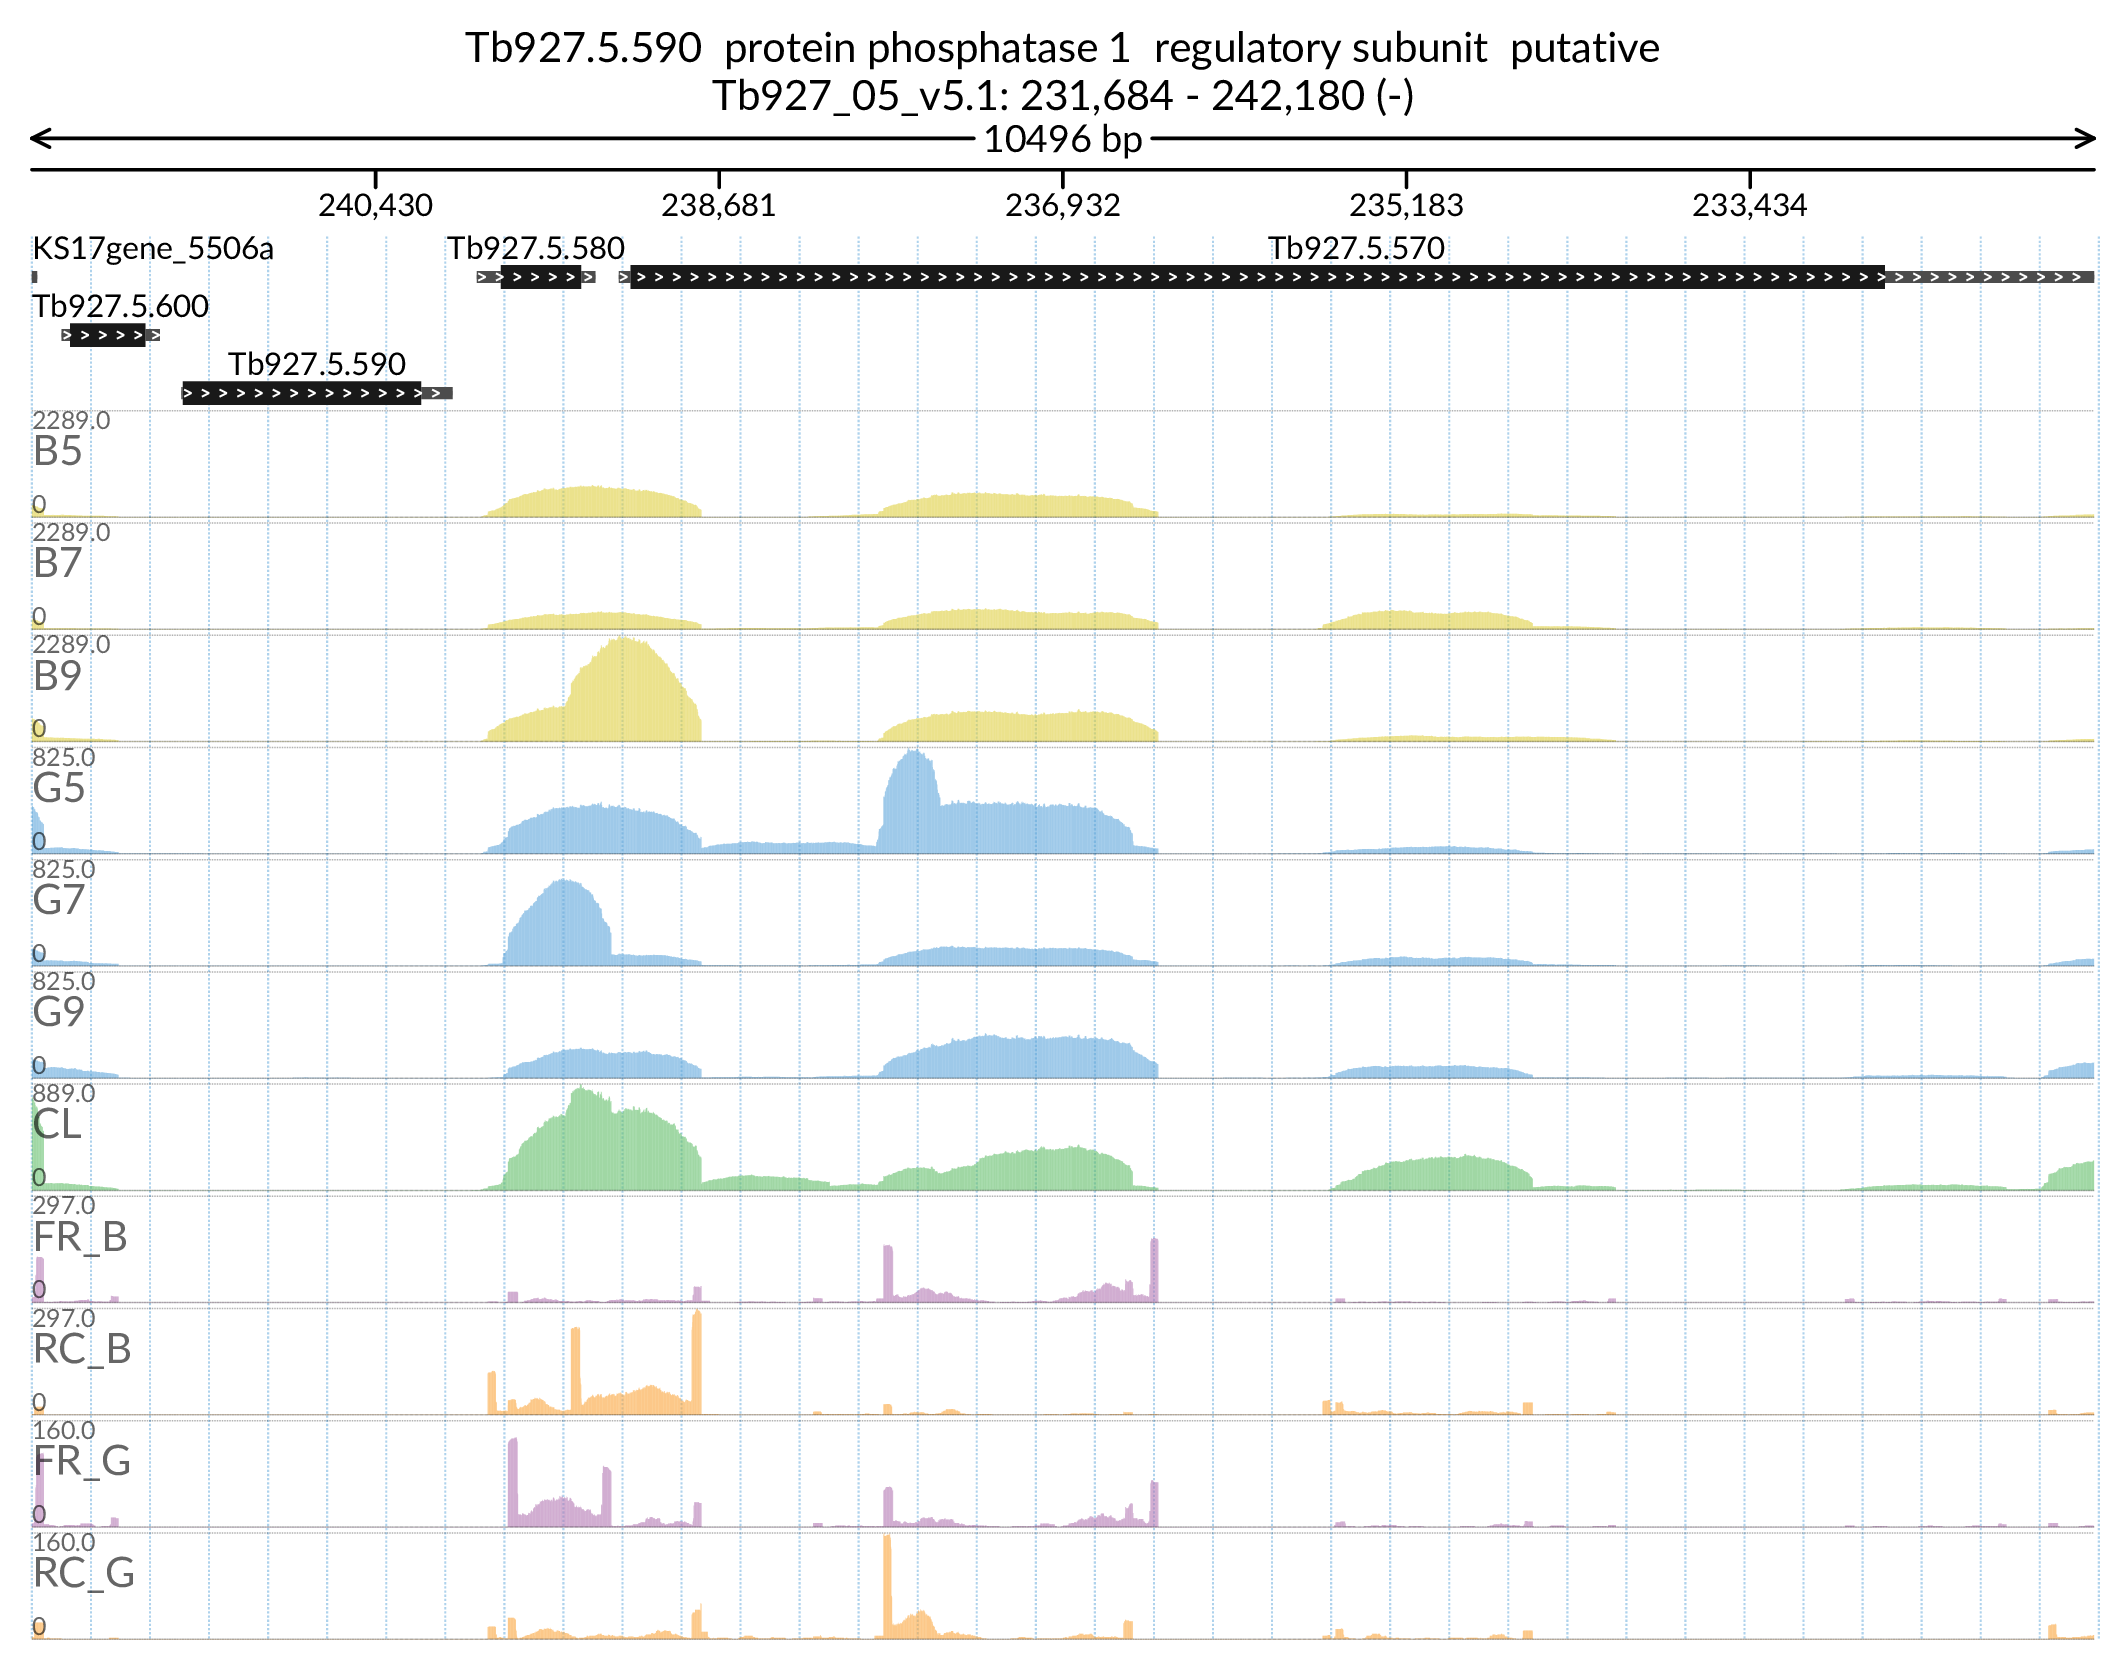 Tb927.5.590  protein phosphatase 1  regulatory subunit  putative
Tb927_05_v5.1: 231,684 - 242,180 (-)
10496 bp
240,430 238,681 236,932 235,183 233,434
KS17gene_5506a Tb927.5.580 Tb927.5.570
Tb927.5.600
Tb927.5.590
2289.0
B5
0
2289.0
B7
0
2289.0
B9
0
825.0
G5
0
825.0
G7
0
825.0
G9
0
889.0
CL
0
297.0
FR_B
0
297.0
RC_B
0
160.0
FR_G
0
160.0
RC_G
0